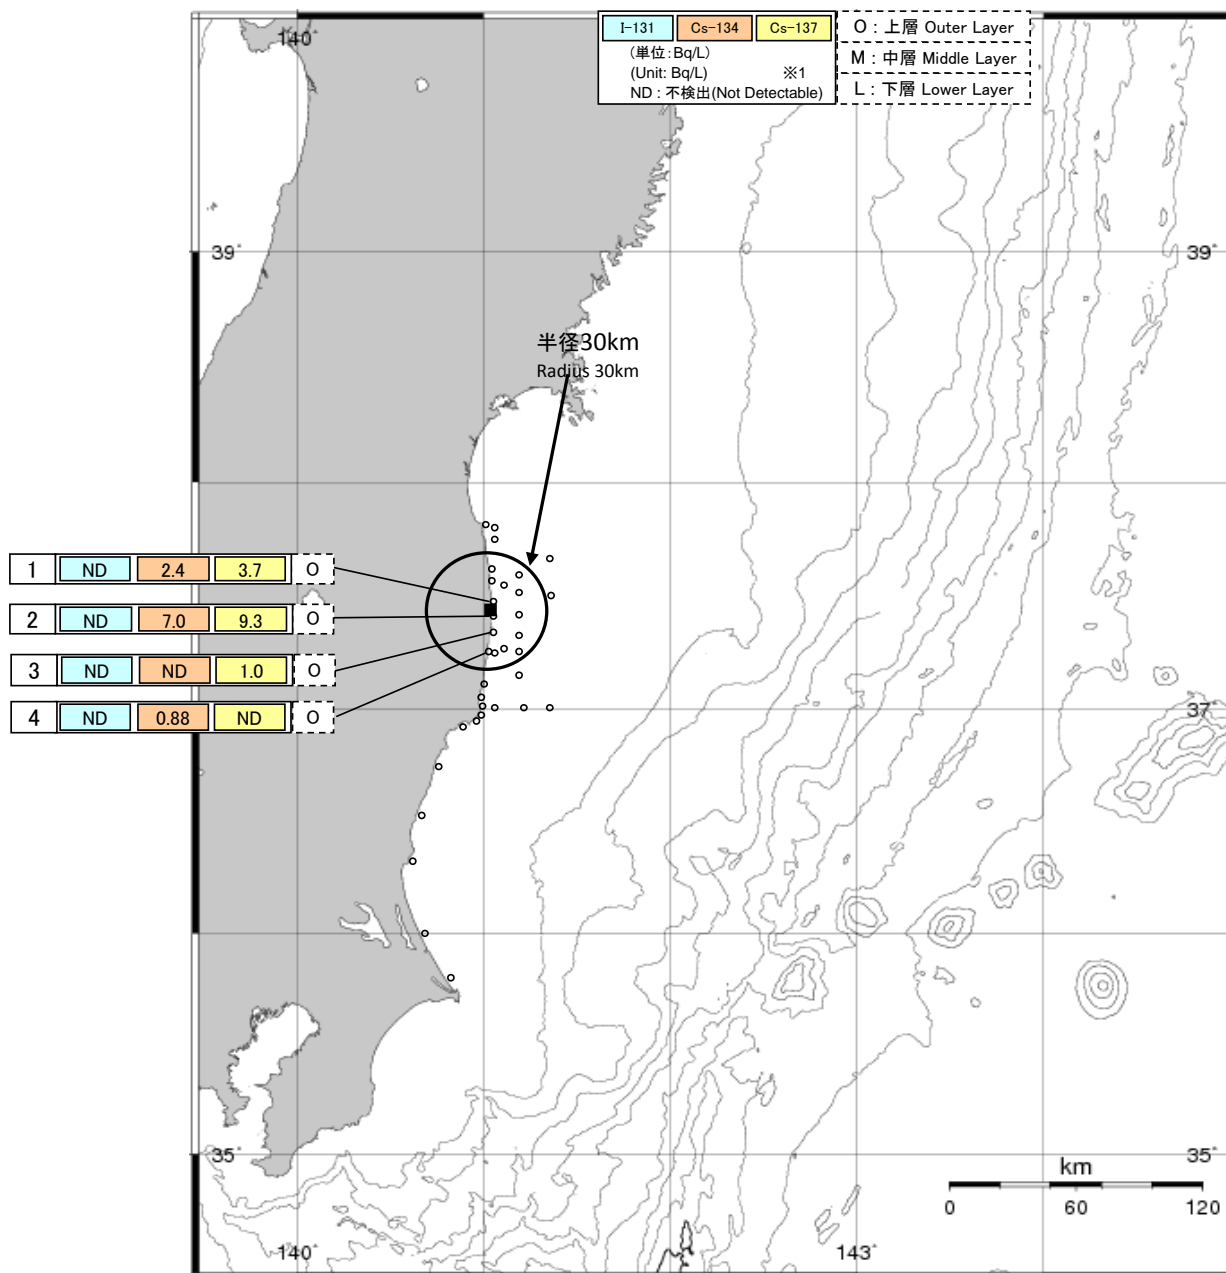 140°
I-131 Cs-134 Cs-137
(単位:Bq/L)
(Unit: Bq/L) ※1
ND : 不検出(Not Detectable)
O : 上層 Outer Layer
M : 中層 Middle Layer
L : 下層 Lower Layer
39° 39°
半径30km
Radius 30km
1 ND 2.4 3.7 O
2 ND 7.0 9.3 O
3 ND ND 1.0 O
4 ND 0.88 ND O
37°
35° 35°
km
0 60 120
140° 143°